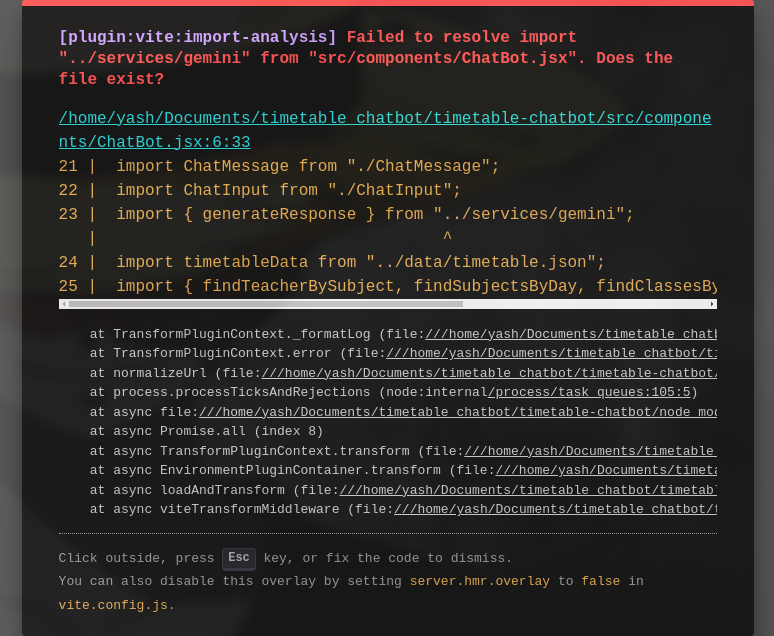 [plugin:vite:import-analysis] Failed to resolve import
"../services/gemini" from "src/components/ChatBot.jsx". Does the
file exist?
/home/yash/Documents/timetable chatbot/timetable-chatbot/src/compone
nts/ChatBot.jsx:6:33
21 |  import ChatMessage from "./ChatMessage";
22 |  import ChatInput from "./ChatInput";
23 |  import { generateResponse } from "../services/gemini";
   |                                    ^
24 |  import timetableData from "../data/timetable.json";
25 |  import { findTeacherBySubject, findSubjectsByDay, findClassesBy
at TransformPluginContext._formatLog (file:///home/yash/Documents/timetable chatb
at TransformPluginContext.error (file:///home/yash/Documents/timetable chatbot/ti
at normalizeUrl (file:///home/yash/Documents/timetable chatbot/timetable-chatbot/
at process.processTicksAndRejections (node:internal/process/task queues:105:5)
at async file:///home/yash/Documents/timetable chatbot/timetable-chatbot/node mod
at async Promise.all (index 8)
at async TransformPluginContext.transform (file:///home/yash/Documents/timetable
at async EnvironmentPluginContainer.transform (file:///home/yash/Documents/timeta
at async loadAndTransform (file:///home/yash/Documents/timetable chatbot/timetabl
at async viteTransformMiddleware (file:///home/yash/Documents/timetable chatbot/t
Click outside, press Esc key, or fix the code to dismiss.
You can also disable this overlay by setting server.hmr.overlay to false in
vite.config.js.